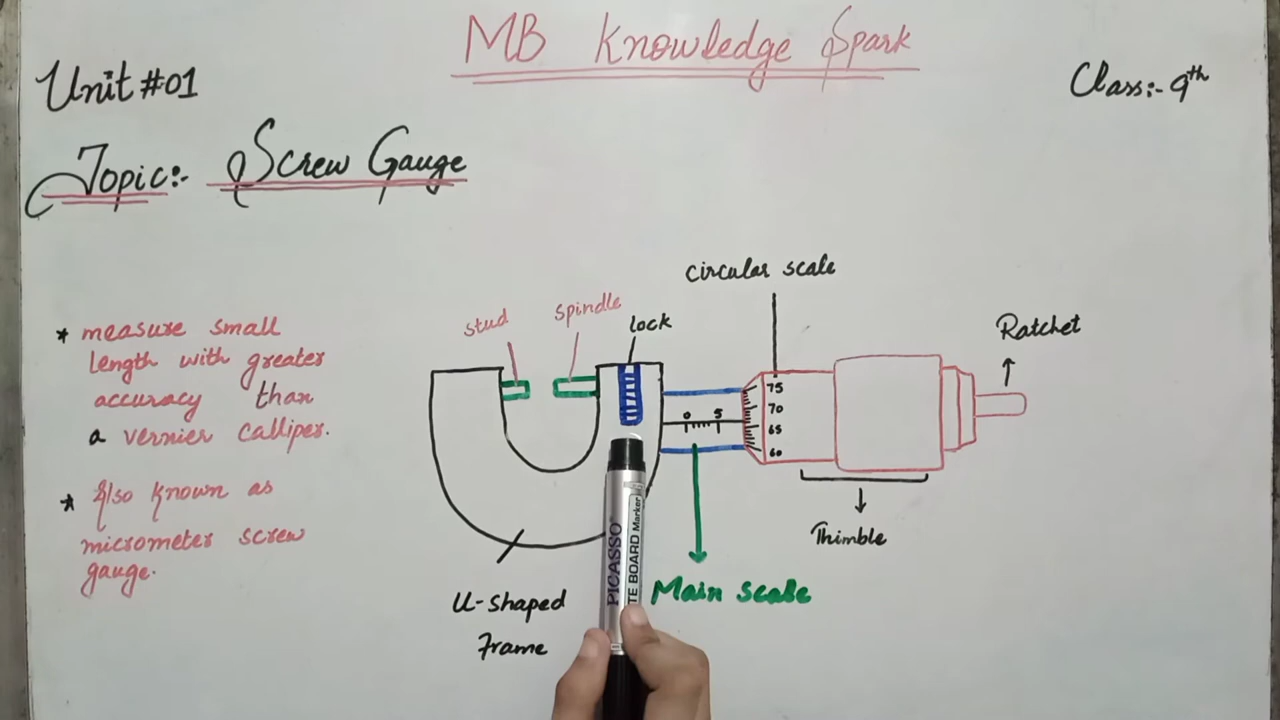 MB Knowledge Spark
Unit #01
Class:- 9th
Topic:- Screw Gauge
* measure small
length with greater
accuracy than
a vernier callipes.
* Also known as
micrometer screw
gauge.
circular scale
stud
spindle
lock
Ratchet
75
70
65
60
0 5
Thimble
Main scale
U-shaped
Frame
PICASSO
TE BOARD Marker